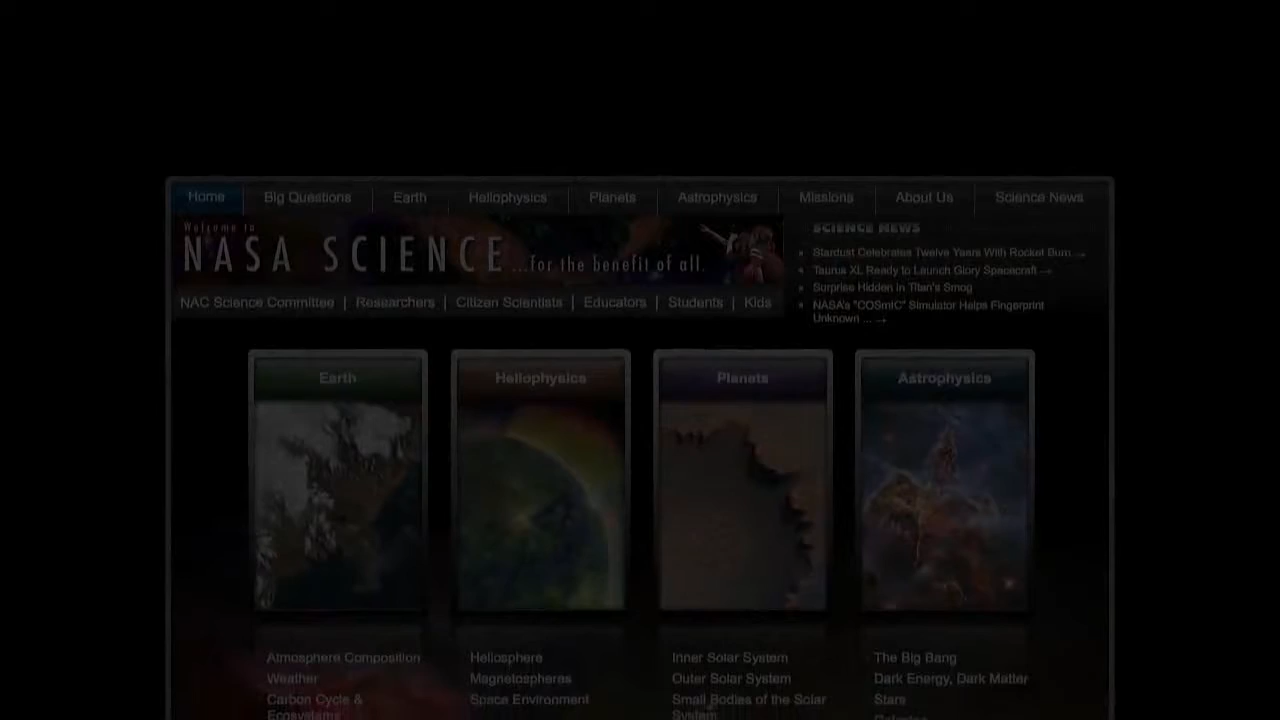 Home Big Questions Earth Heliophysics Planets Astrophysics Missions About Us Science News
Welcome to
NASA SCIENCE ...for the benefit of all.
NAC Science Committee | Researchers | Citizen Scientists | Educators | Students | Kids
SCIENCE NEWS
Stardust Celebrates Twelve Years With Rocket Burn →
Taurus XL Ready to Launch Glory Spacecraft →
Surprise Hidden in Titan's Smog
NASA's "COSmIC" Simulator Helps Fingerprint
Unknown ... →
Earth
Atmosphere Composition
Weather
Carbon Cycle &
Ecosystems
Heliophysics
Heliosphere
Magnetospheres
Space Environment
Planets
Inner Solar System
Outer Solar System
Small Bodies of the Solar
System
Astrophysics
The Big Bang
Dark Energy, Dark Matter
Stars